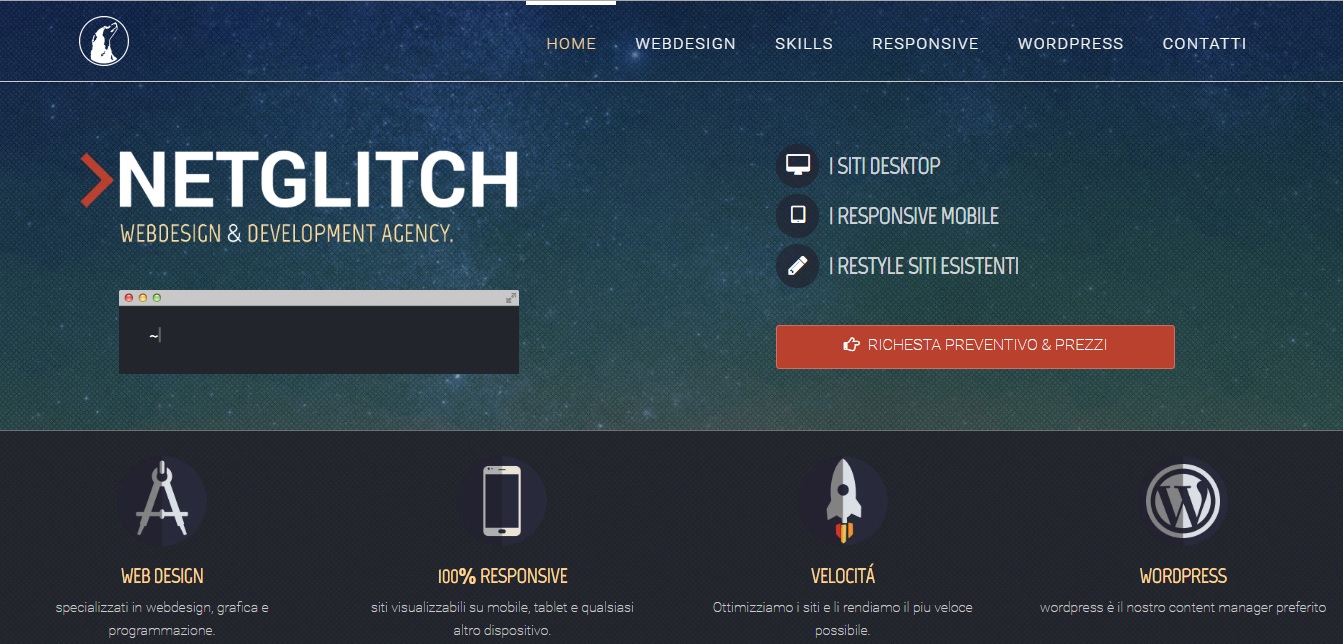 HOME WEBDESIGN SKILLS RESPONSIVE WORDPRESS CONTATTI
>NETGLITCH
WEBDESIGN & DEVELOPMENT AGENCY.
~
| SITI DESKTOP
| RESPONSIVE MOBILE
| RESTYLE SITI ESISTENTI
RICHESTA PREVENTIVO & PREZZI
WEB DESIGN
specializzati in webdesign, grafica e
programmazione.
100% RESPONSIVE
siti visualizzabili su mobile, tablet e qualsiasi
altro dispositivo.
VELOCITÁ
Ottimizziamo i siti e li rendiamo il piu veloce
possibile.
WORDPRESS
wordpress è il nostro content manager preferito